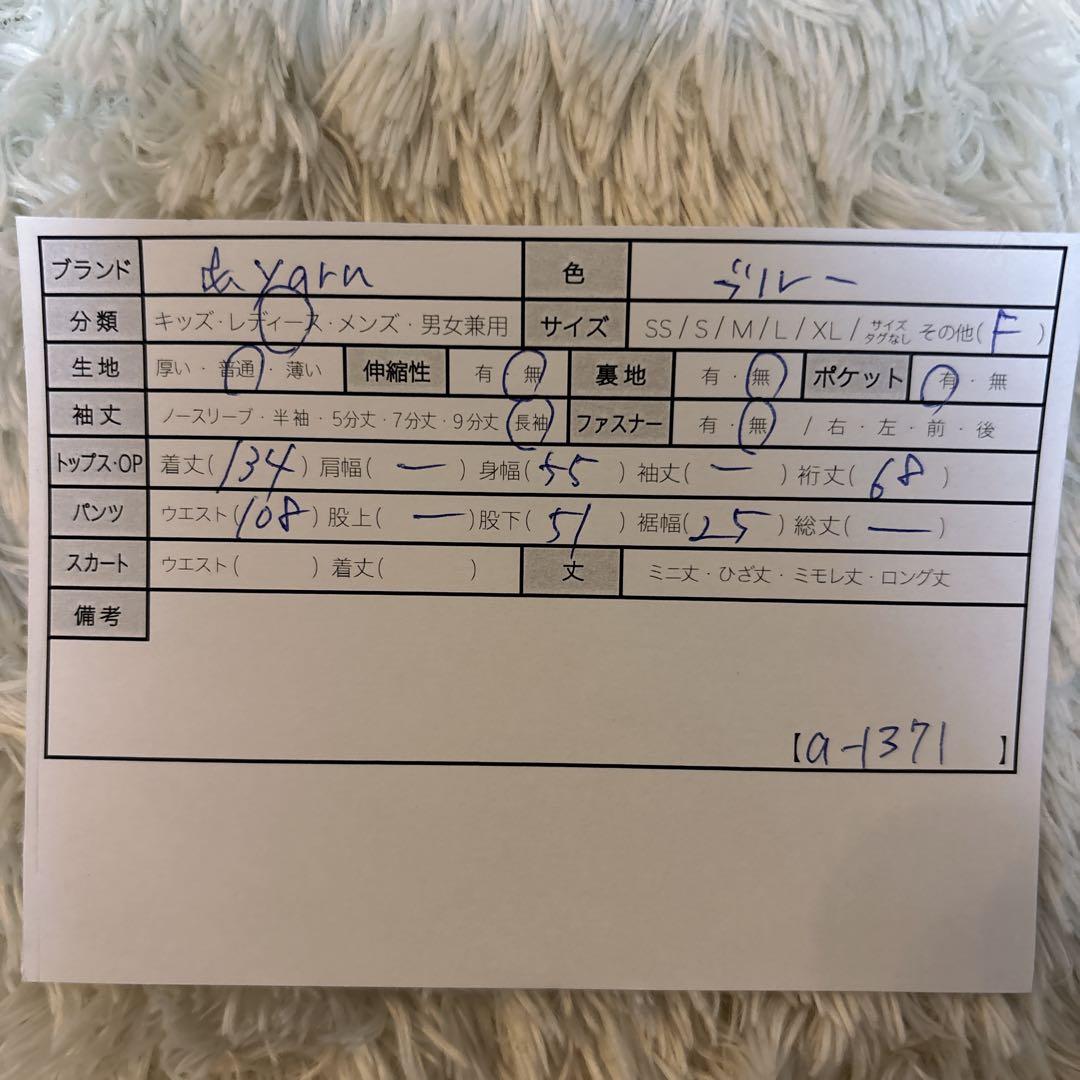 ブランド 色 ブルー
分類 キッズ・レディース・メンズ・男女兼用 サイズ SS / S / M / L / XL / サイズタグなし その他( F )
生地 厚い・普通・薄い 伸縮性 有・無 裏地 有・無 ポケット 有・無
袖丈 ノースリーブ・半袖・5分丈・7分丈・9分丈・長袖 ファスナー 有・無 / 右・左・前・後
トップス・OP 着丈( 134 ) 肩幅( ー ) 身幅( 55 ) 袖丈( ー ) 裄丈( 68 )
パンツ ウエスト( 108 ) 股上( ー ) 股下( 51 ) 裾幅( 25 ) 総丈( ー )
スカート ウエスト( ) 着丈( ) 丈 ミニ丈・ひざ丈・ミモレ丈・ロング丈
備考
【a-1371 】